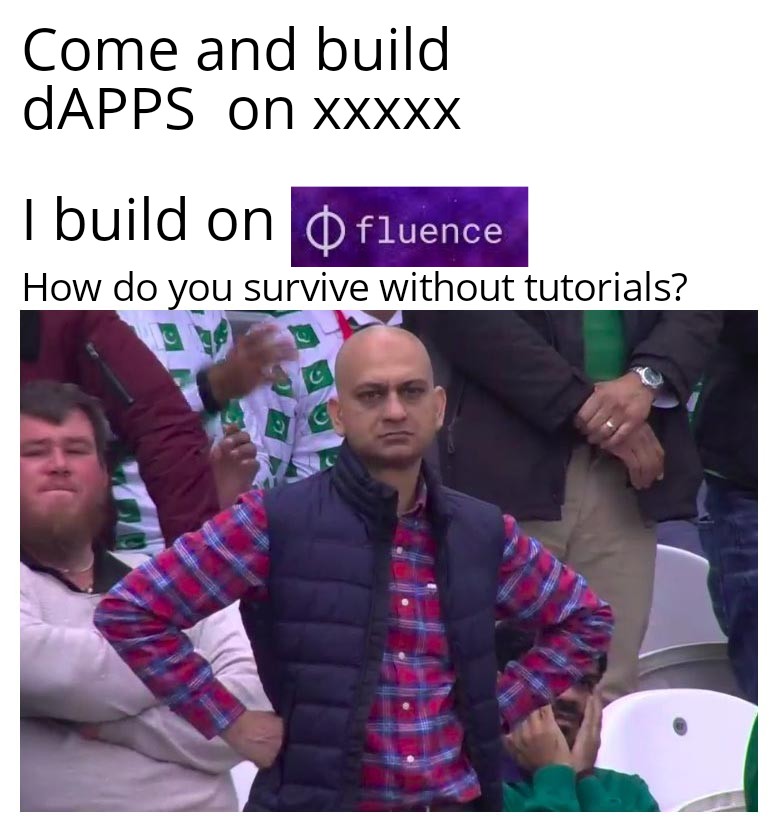 Come and build
dAPPS on xxxxx
I build on fluence
How do you survive without tutorials?